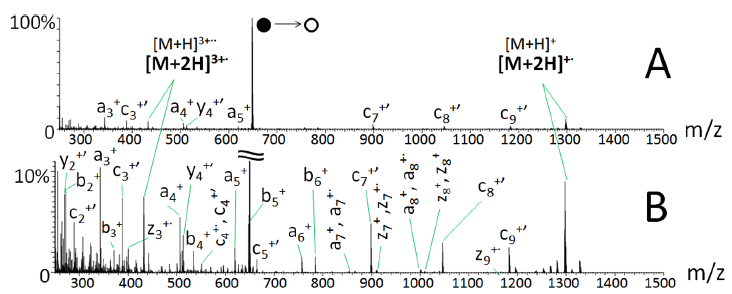 100%
[M+H]³⁺··
[M+2H]³⁺·
[M+H]⁺
[M+2H]⁺·
A
a₃⁺ c₃⁺′ a₄⁺ y₄⁺′ a₅⁺ c₇⁺′ c₈⁺′ c₉⁺′
0
300 400 500 600 700 800 900 1000 1100 1200 1300 1400 1500 m/z
10%
B
y₂⁺′ b₂⁺ c₂⁺′ a₃⁺ b₃⁺ c₃⁺′ z₃⁺· a₄⁺ y₄⁺′ b₄⁺ c₄⁺, c₄⁺′ a₅⁺ b₅⁺ c₅⁺′ a₆⁺ b₆⁺ a₇⁺, a₇⁺· c₇⁺′ z₇⁺, z₇⁺· a₈⁺, a₈⁺· z₈⁺·, z₈⁺ c₈⁺′ z₉⁺· c₉⁺′
0
300 400 500 600 700 800 900 1000 1100 1200 1300 1400 1500 m/z